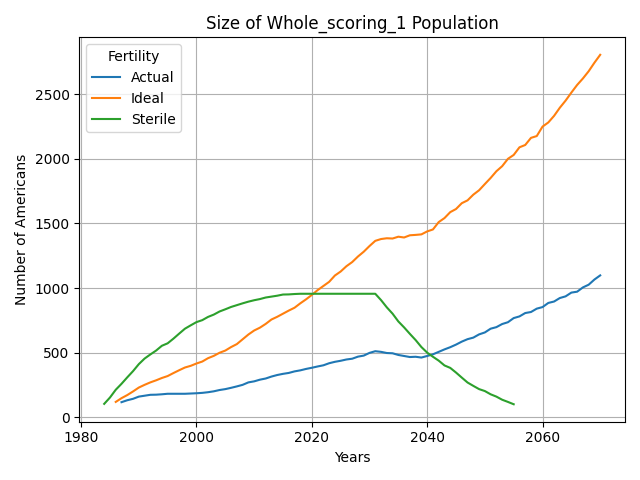 Size of Whole_scoring_1 Population
Fertility
Actual
Ideal
Sterile
Number of Americans
2500
2000
1500
1000
500
0
1980 2000 2020 2040 2060
Years